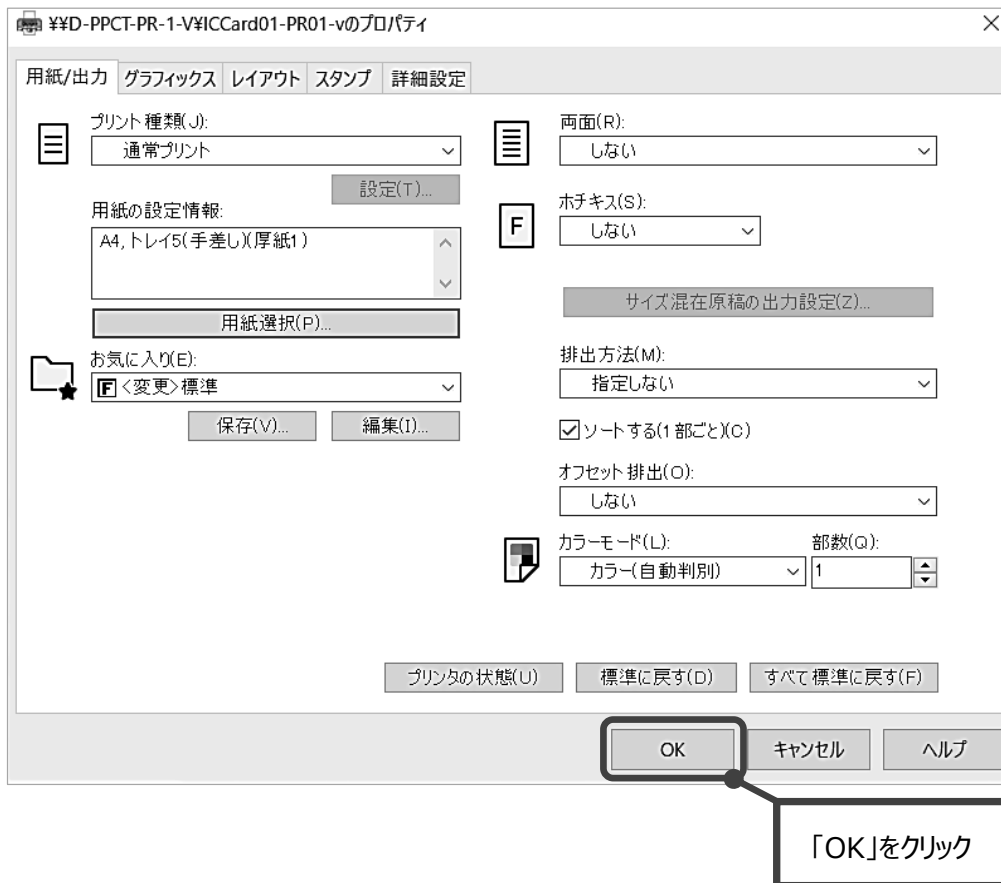 ¥¥D-PPCT-PR-1-V¥ICCard01-PR01-vのプロパティ
用紙/出力 グラフィックス レイアウト スタンプ 詳細設定
プリント種類(J):
通常プリント
設定(T)...
用紙の設定情報:
A4,トレイ5(手差し)(厚紙1)
用紙選択(P)...
お気に入り(E):
F<変更>標準
保存(V)... 編集(I)...
両面(R):
しない
ホチキス(S):
F
しない
サイズ混在原稿の出力設定(Z)...
排出方法(M):
指定しない
ソートする(1部ごと)(C)
オフセット排出(O):
しない
カラーモード(L): 部数(Q):
カラー(自動判別) 1
プリンタの状態(U) 標準に戻す(D) すべて標準に戻す(F)
OK キャンセル ヘルプ
「OK」をクリック